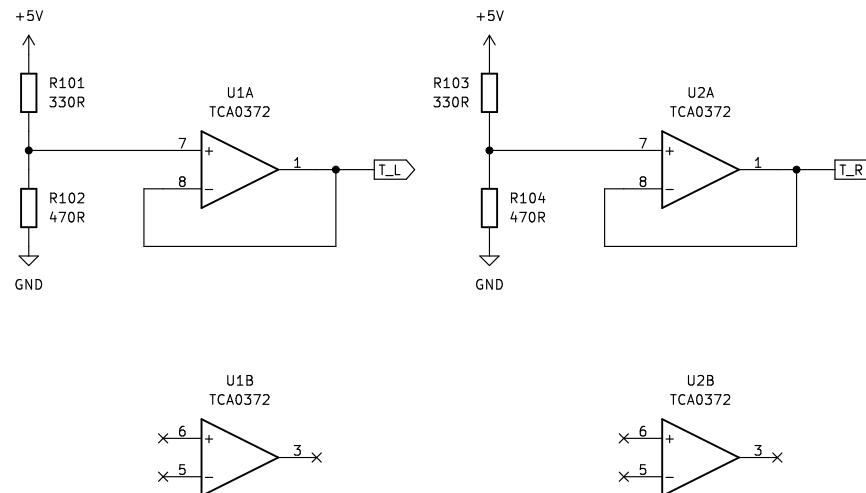 +5V
R101
330R
R102
470R
GND
U1A
TCA0372
7
+
8
-
1
T_L
+5V
R103
330R
R104
470R
GND
U2A
TCA0372
7
+
8
-
1
T_R
U1B
TCA0372
6
+
5
-
3
U2B
TCA0372
6
+
5
-
3